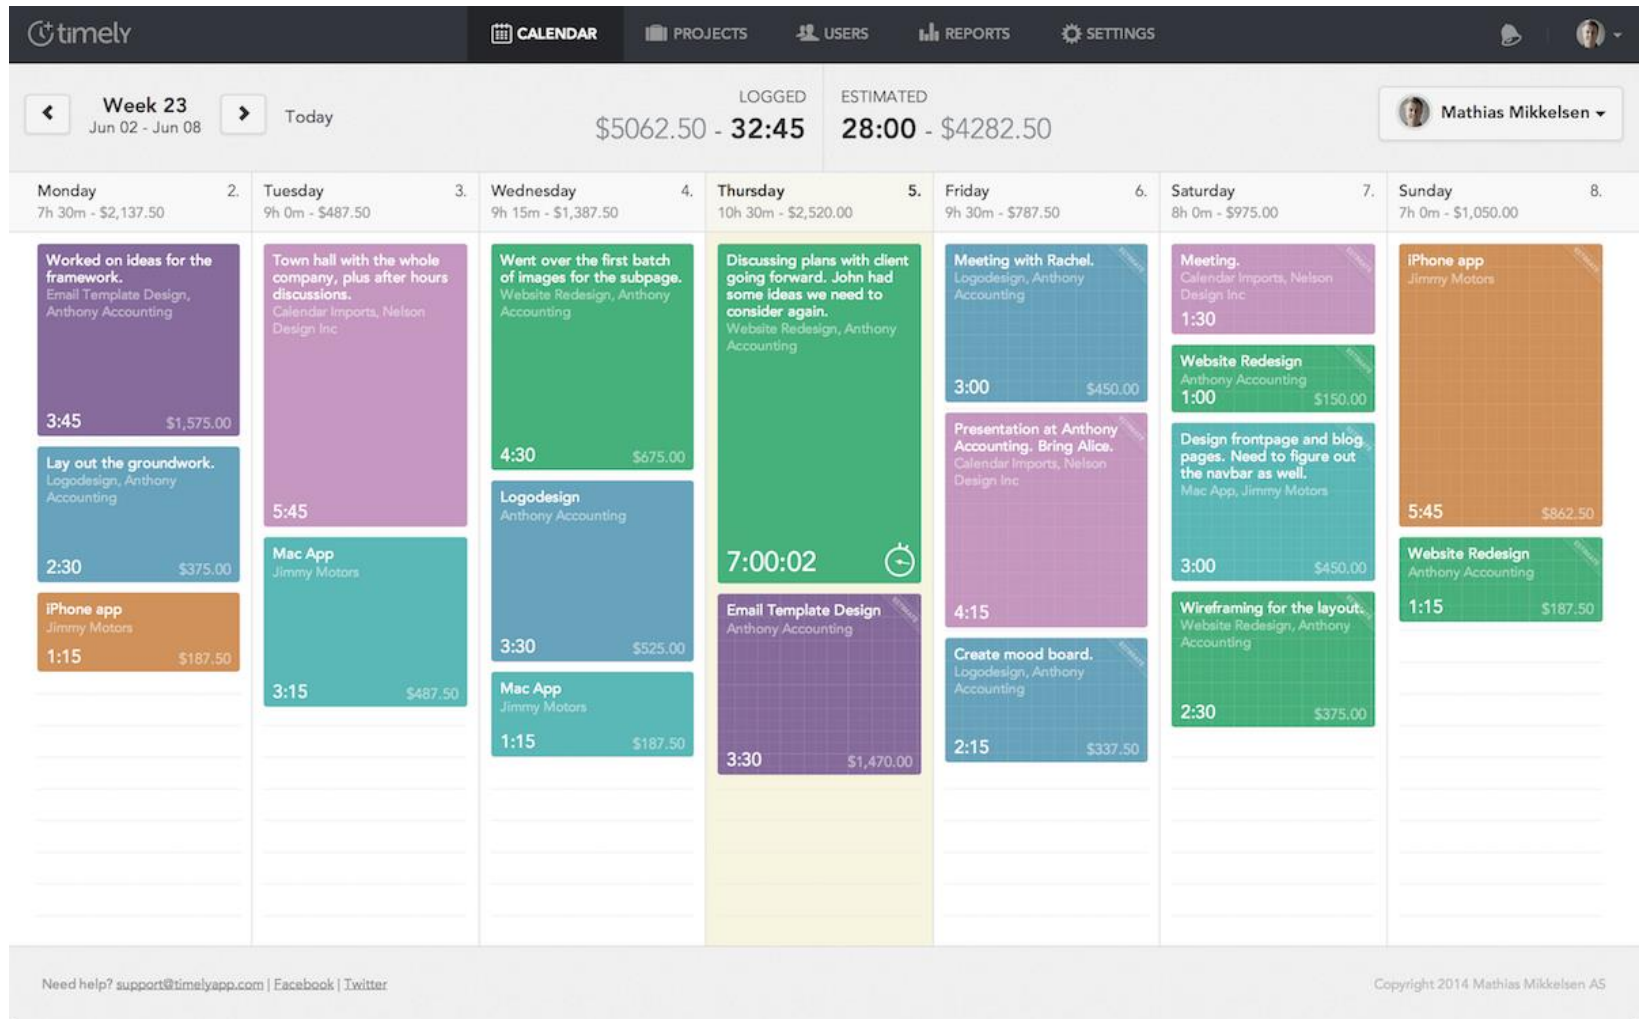 timely
CALENDAR
PROJECTS
USERS
REPORTS
SETTINGS
Week 23
Jun 02 - Jun 08
Today
LOGGED
$5062.50 - 32:45
ESTIMATED
28:00 - $4282.50
Mathias Mikkelsen
Monday 2.
7h 30m - $2,137.50
Tuesday 3.
9h 0m - $487.50
Wednesday 4.
9h 15m - $1,387.50
Thursday 5.
10h 30m - $2,520.00
Friday 6.
9h 30m - $787.50
Saturday 7.
8h 0m - $975.00
Sunday 8.
7h 0m - $1,050.00
Worked on ideas for the
framework.
Email Template Design,
Anthony Accounting
3:45 $1,575.00
Lay out the groundwork.
Logodesign, Anthony
Accounting
2:30 $375.00
iPhone app
Jimmy Motors
1:15 $187.50
Town hall with the whole
company, plus after hours
discussions.
Calendar Imports, Nelson
Design Inc
5:45
Mac App
Jimmy Motors
3:15 $487.50
Went over the first batch
of images for the subpage.
Website Redesign, Anthony
Accounting
4:30 $675.00
Logodesign
Anthony Accounting
3:30 $525.00
Mac App
Jimmy Motors
1:15 $187.50
Discussing plans with client
going forward. John had
some ideas we need to
consider again.
Website Redesign, Anthony
Accounting
7:00:02
Email Template Design
Anthony Accounting
ESTIMATE
3:30 $1,470.00
Meeting with Rachel.
Logodesign, Anthony
Accounting
ESTIMATE
3:00 $450.00
Presentation at Anthony
Accounting. Bring Alice.
Calendar Imports, Nelson
Design Inc
ESTIMATE
4:15
Create mood board.
Logodesign, Anthony
Accounting
ESTIMATE
2:15 $337.50
Meeting.
Calendar Imports, Nelson
Design Inc
ESTIMATE
1:30
Website Redesign
Anthony Accounting
ESTIMATE
1:00 $150.00
Design frontpage and blog
pages. Need to figure out
the navbar as well.
Mac App, Jimmy Motors
ESTIMATE
3:00 $450.00
Wireframing for the layout.
Website Redesign, Anthony
Accounting
ESTIMATE
2:30 $375.00
iPhone app
Jimmy Motors
ESTIMATE
5:45 $862.50
Website Redesign
Anthony Accounting
ESTIMATE
1:15 $187.50
Need help? support@timelyapp.com | Facebook | Twitter
Copyright 2014 Mathias Mikkelsen AS